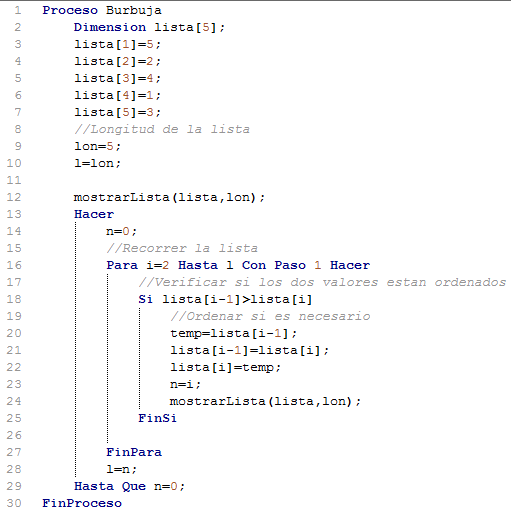 1 Proceso Burbuja
2 Dimension lista[5];
3 lista[1]=5;
4 lista[2]=2;
5 lista[3]=4;
6 lista[4]=1;
7 lista[5]=3;
8 //Longitud de la lista
9 lon=5;
10 l=lon;
11
12 mostrarLista(lista,lon);
13 Hacer
14 n=0;
15 //Recorrer la lista
16 Para i=2 Hasta l Con Paso 1 Hacer
17 //Verificar si los dos valores estan ordenados
18 Si lista[i-1]>lista[i]
19 //Ordenar si es necesario
20 temp=lista[i-1];
21 lista[i-1]=lista[i];
22 lista[i]=temp;
23 n=i;
24 mostrarLista(lista,lon);
25 FinSi
26
27 FinPara
28 l=n;
29 Hasta Que n=0;
30 FinProceso